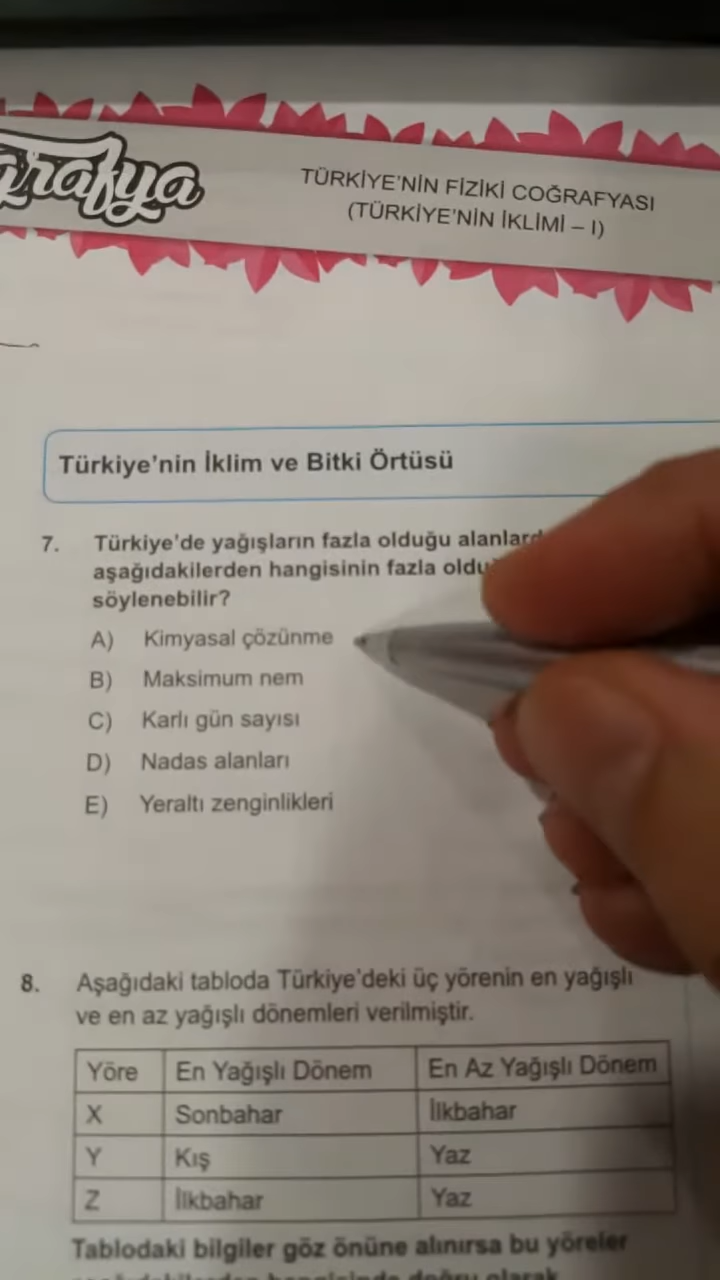 TÜRKİYE'NİN FİZİKİ COĞRAFYASI
(TÜRKİYE'NİN İKLİMİ – I)
Türkiye'nin İklim ve Bitki Örtüsü
7. Türkiye'de yağışların fazla olduğu
aşağıdakilerden hangisinin fazla
söylenebilir?
A) Kimyasal çözünme
B) Maksimum nem
C) Karlı gün sayısı
D) Nadas alanları
E) Yeraltı zenginlikleri
8. Aşağıdaki tabloda Türkiye'deki üç yörenin en yağışlı
ve en az yağışlı dönemleri verilmiştir.
Yöre En Yağışlı Dönem En Az Yağışlı Dönem
X Sonbahar İlkbahar
Y Kış Yaz
Z İlkbahar Yaz
Tablodaki bilgiler göz önüne alınırsa bu yöreler